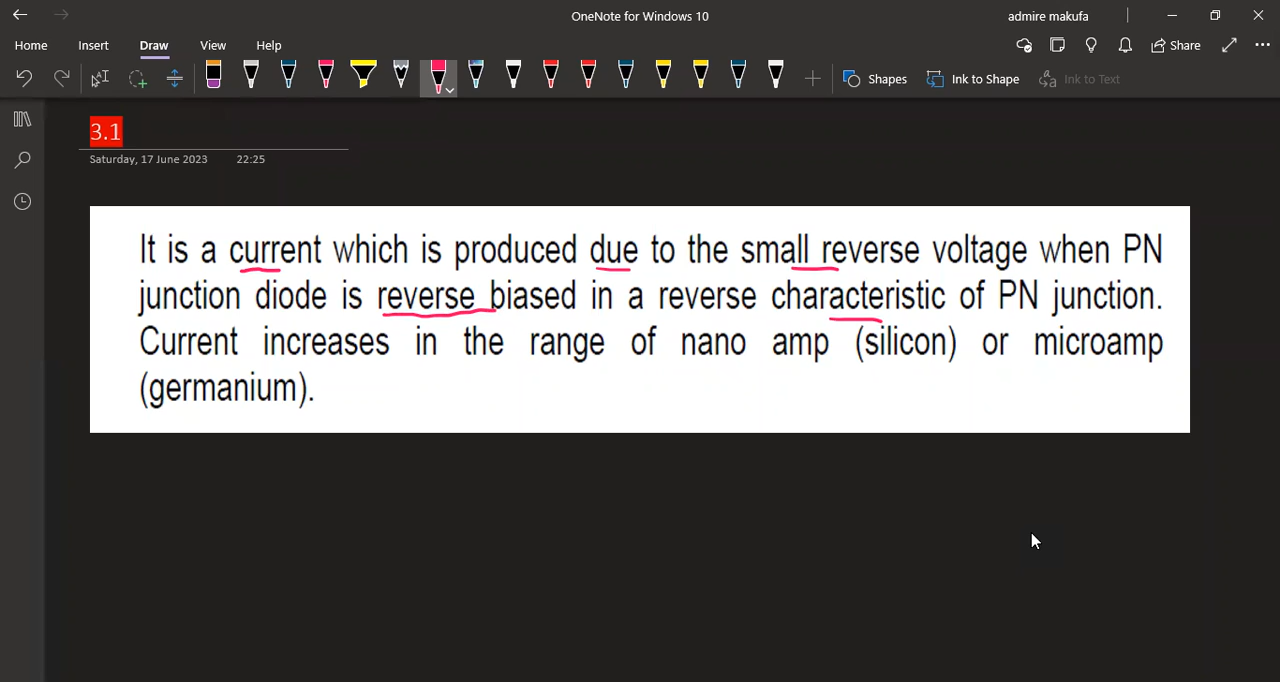 OneNote for Windows 10
admire makufa
Home Insert Draw View Help
Share
Shapes Ink to Shape Ink to Text
3.1
Saturday, 17 June 2023 22:25
It is a current which is produced due to the small reverse voltage when PN
junction diode is reverse biased in a reverse characteristic of PN junction.
Current increases in the range of nano amp (silicon) or microamp
(germanium).